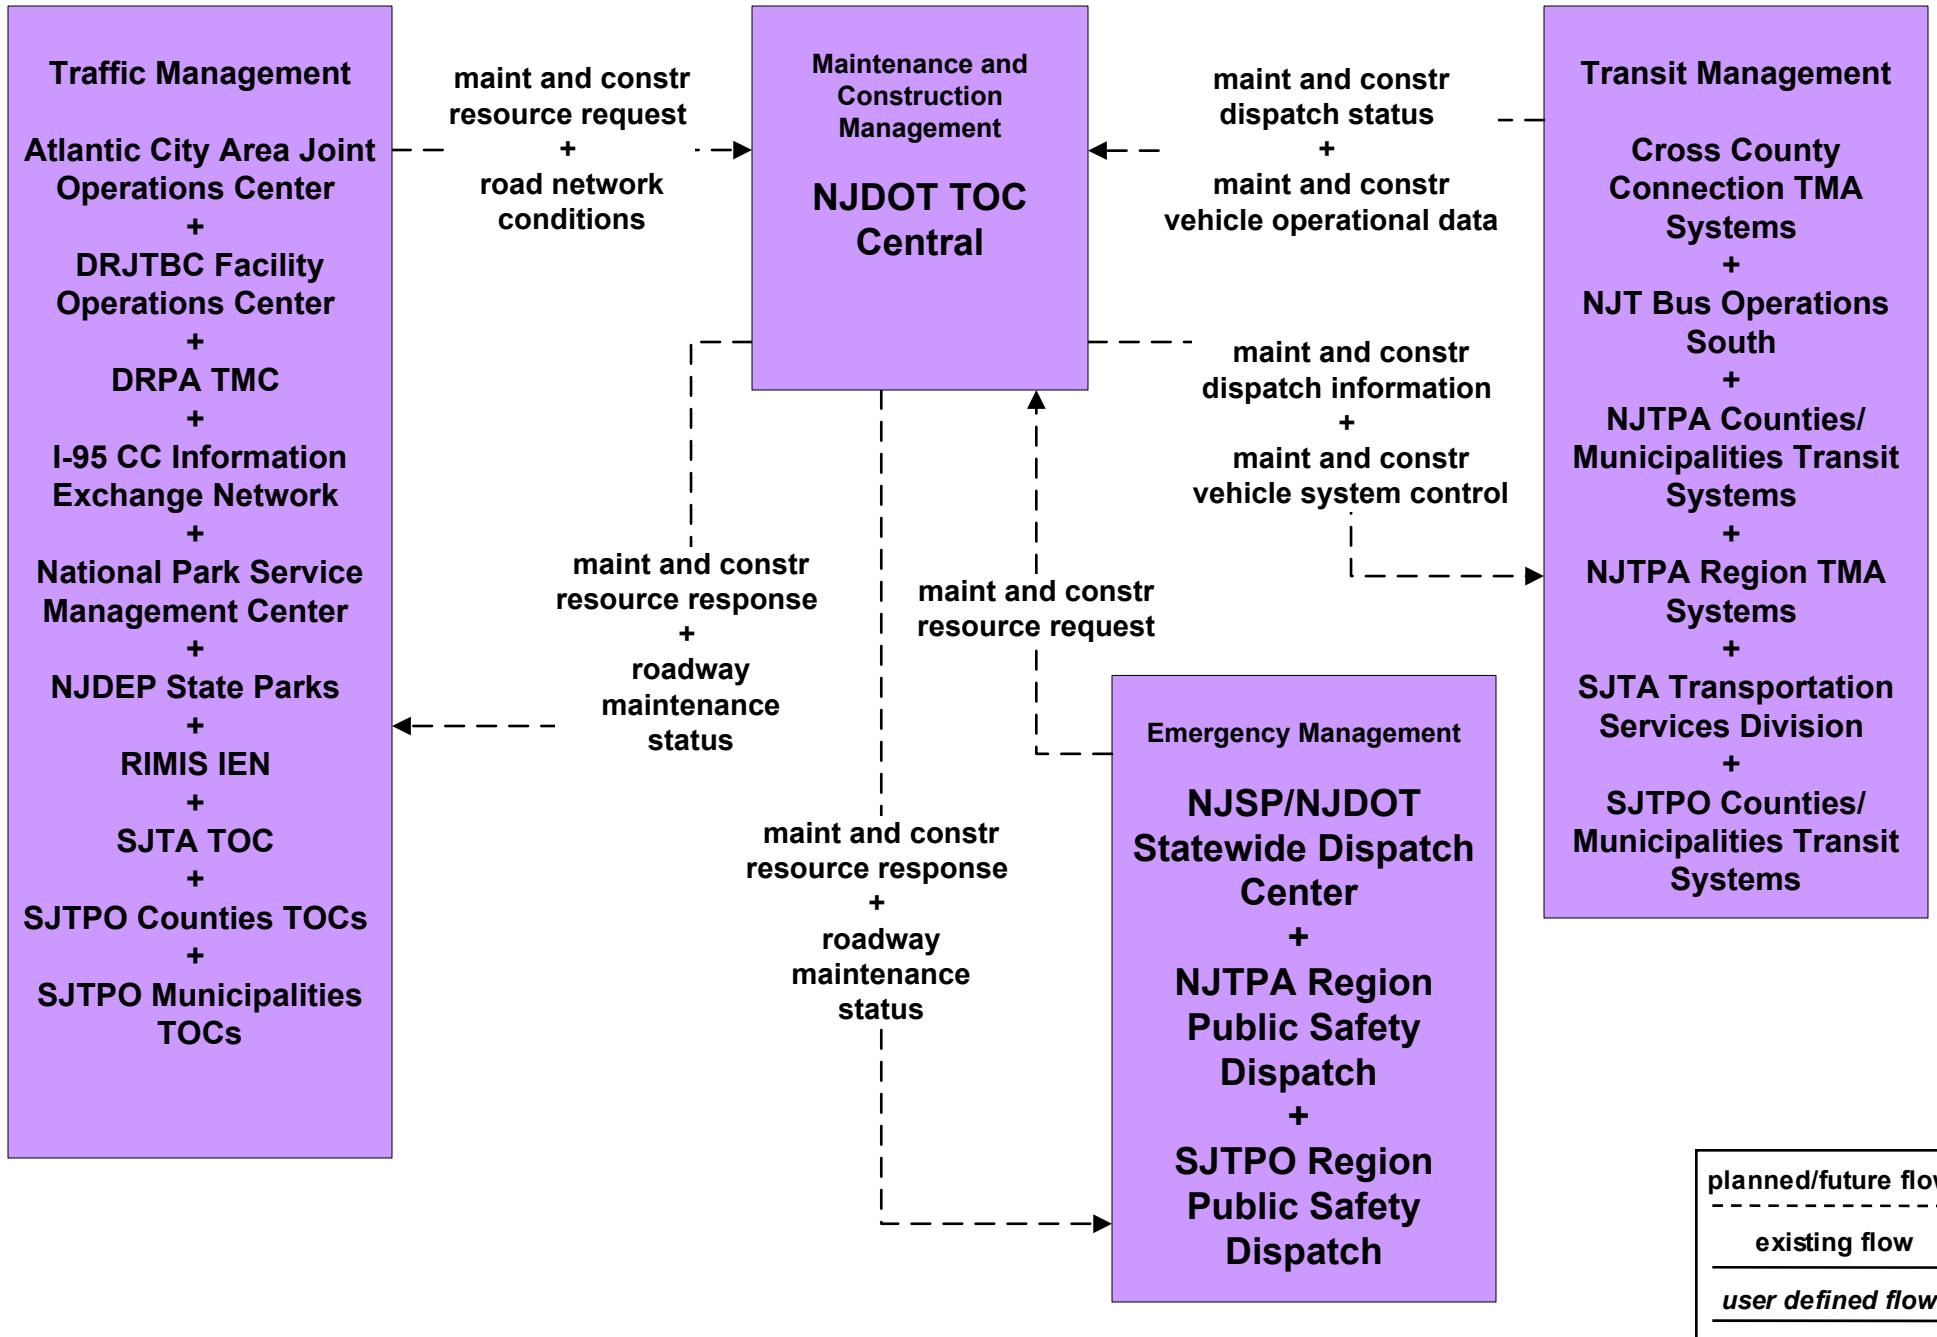 Traffic Management
Atlantic City Area Joint
Operations Center
+
DRJTBC Facility
Operations Center
+
DRPA TMC
+
I-95 CC Information
Exchange Network
+
National Park Service
Management Center
+
NJDEP State Parks
+
RIMIS IEN
+
SJTA TOC
+
SJTPO Counties TOCs
+
SJTPO Municipalities
TOCs
maint and constr
resource request
+
road network
conditions
Maintenance and
Construction
Management
NJDOT TOC
Central
maint and constr
dispatch status
+
maint and constr
vehicle operational data
Transit Management
Cross County
Connection TMA
Systems
+
NJT Bus Operations
South
+
NJTPA Counties/
Municipalities Transit
Systems
+
NJTPA Region TMA
Systems
+
SJTA Transportation
Services Division
+
SJTPO Counties/
Municipalities Transit
Systems
maint and constr
dispatch information
+
maint and constr
vehicle system control
maint and constr
resource response
+
roadway
maintenance
status
maint and constr
resource request
maint and constr
resource response
+
roadway
maintenance
status
Emergency Management
NJSP/NJDOT
Statewide Dispatch
Center
+
NJTPA Region
Public Safety
Dispatch
+
SJTPO Region
Public Safety
Dispatch
planned/future flow
existing flow
user defined flow